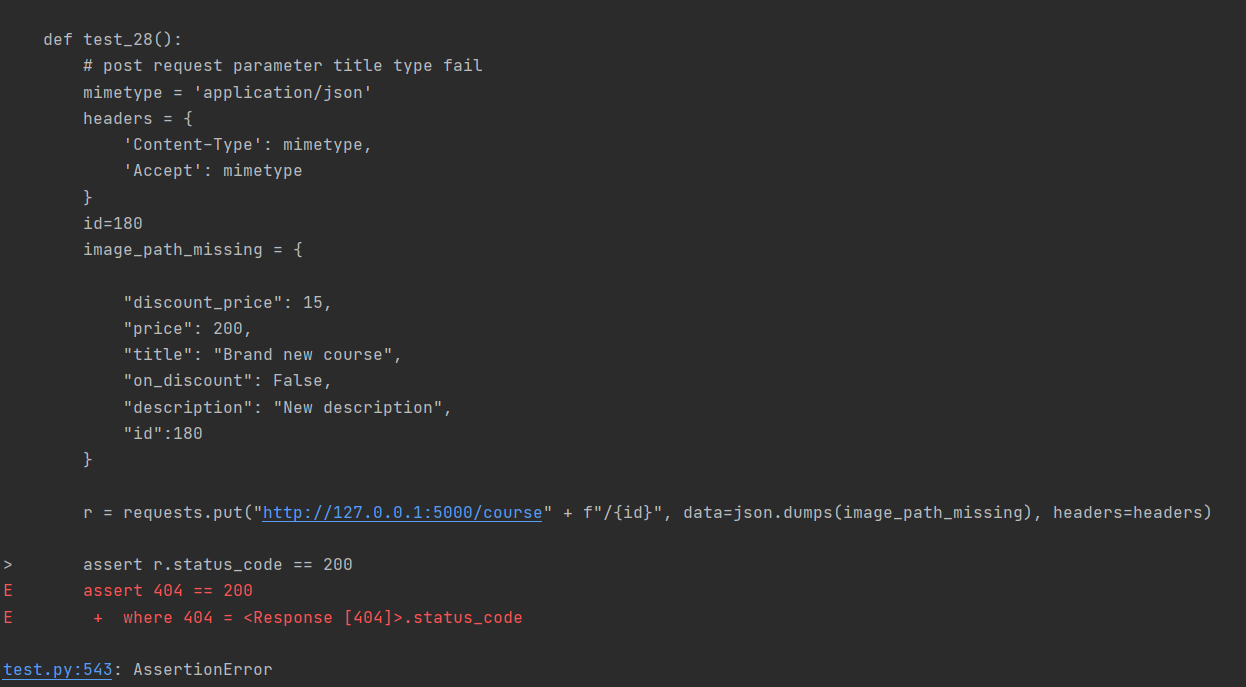 def test_28():
# post request parameter title type fail
mimetype = 'application/json'
headers = {
'Content-Type': mimetype,
'Accept': mimetype
}
id=180
image_path_missing = {
"discount_price": 15,
"price": 200,
"title": "Brand new course",
"on_discount": False,
"description": "New description",
"id":180
}
r = requests.put("http://127.0.0.1:5000/course" + f"/{id}", data=json.dumps(image_path_missing), headers=headers)
> assert r.status_code == 200
E assert 404 == 200
E + where 404 = <Response [404]>.status_code
test.py:543: AssertionError